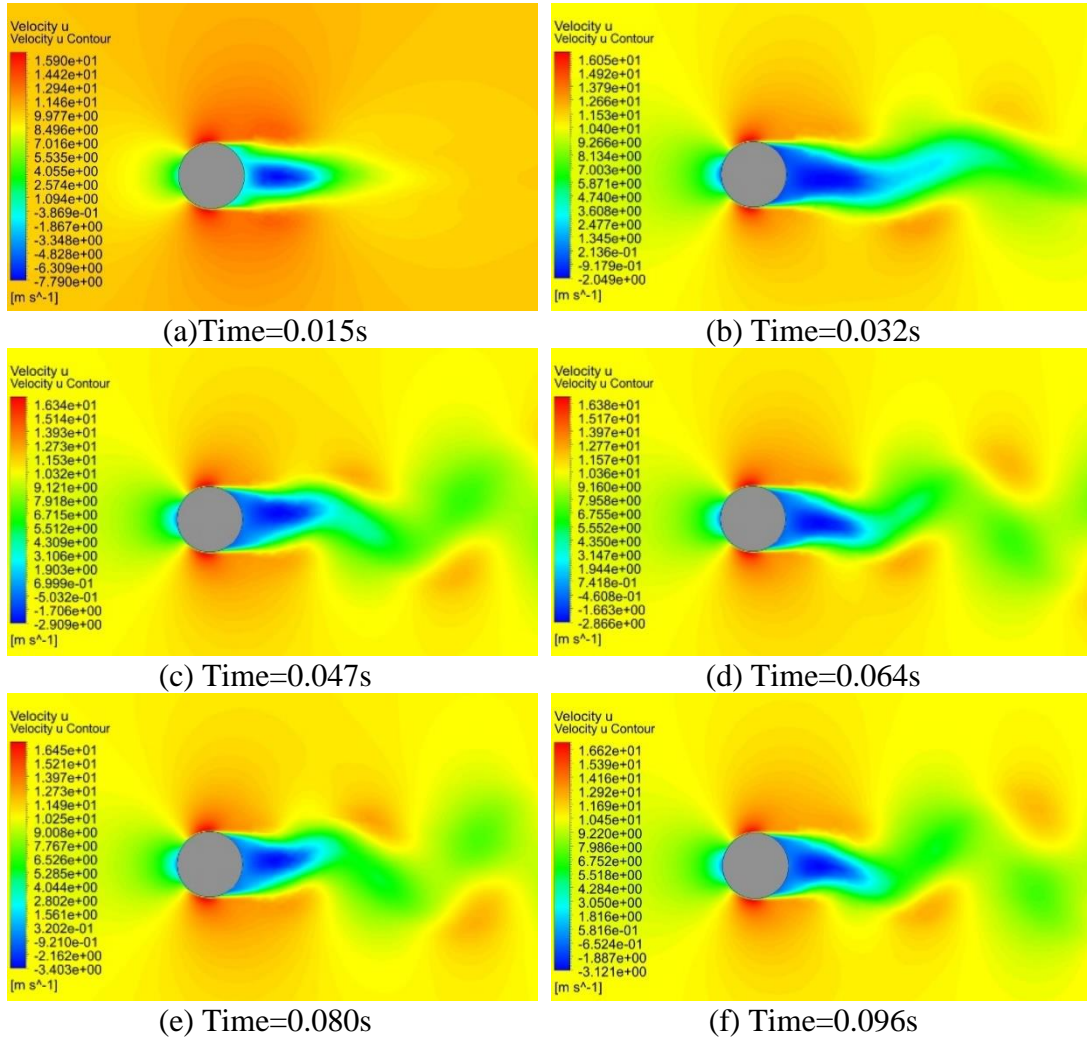 Velocity u
Velocity u Contour
1.590e+01
1.442e+01
1.294e+01
1.146e+01
9.977e+00
8.496e+00
7.016e+00
5.535e+00
4.055e+00
2.574e+00
1.094e+00
-3.869e-01
-1.867e+00
-3.348e+00
-4.828e+00
-6.309e+00
-7.790e+00
[m s^-1]
(a)Time=0.015s
Velocity u
Velocity u Contour
1.605e+01
1.492e+01
1.379e+01
1.266e+01
1.153e+01
1.040e+01
9.266e+00
8.134e+00
7.003e+00
5.871e+00
4.740e+00
3.608e+00
2.477e+00
1.345e+00
2.136e-01
-9.179e-01
-2.049e+00
[m s^-1]
(b) Time=0.032s
Velocity u
Velocity u Contour
1.634e+01
1.514e+01
1.393e+01
1.273e+01
1.153e+01
1.032e+01
9.121e+00
7.918e+00
6.715e+00
5.512e+00
4.309e+00
3.106e+00
1.903e+00
6.999e-01
-5.032e-01
-1.706e+00
-2.909e+00
[m s^-1]
(c) Time=0.047s
Velocity u
Velocity u Contour
1.638e+01
1.517e+01
1.397e+01
1.277e+01
1.157e+01
1.036e+01
9.160e+00
7.958e+00
6.755e+00
5.552e+00
4.350e+00
3.147e+00
1.944e+00
7.418e-01
-4.608e-01
-1.663e+00
-2.866e+00
[m s^-1]
(d) Time=0.064s
Velocity u
Velocity u Contour
1.645e+01
1.521e+01
1.397e+01
1.273e+01
1.149e+01
1.025e+01
9.008e+00
7.767e+00
6.526e+00
5.285e+00
4.044e+00
2.802e+00
1.561e+00
3.202e-01
-9.210e-01
-2.162e+00
-3.403e+00
[m s^-1]
(e) Time=0.080s
Velocity u
Velocity u Contour
1.662e+01
1.539e+01
1.416e+01
1.292e+01
1.169e+01
1.045e+01
9.220e+00
7.986e+00
6.752e+00
5.518e+00
4.284e+00
3.050e+00
1.816e+00
5.816e-01
-6.524e-01
-1.887e+00
-3.121e+00
[m s^-1]
(f) Time=0.096s